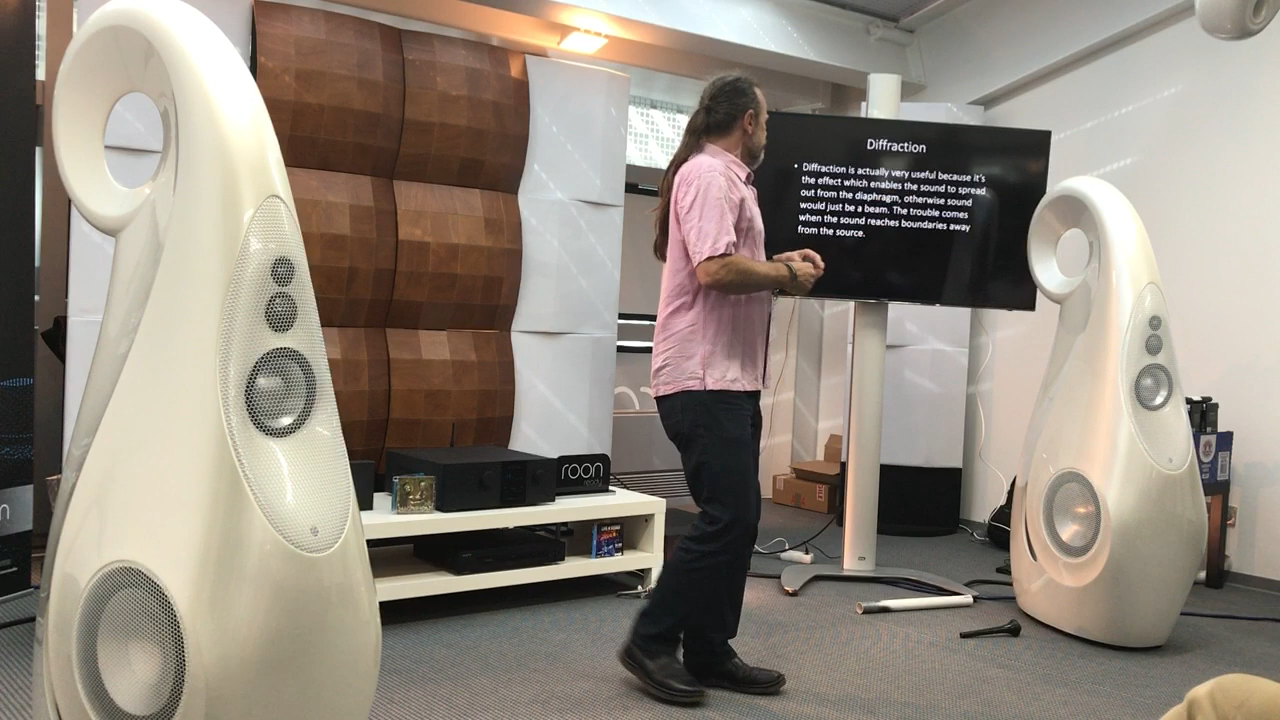 Diffraction
• Diffraction is actually very useful because it's
the effect which enables the sound to spread
out from the diaphragm, otherwise sound
would just be a beam. The trouble comes
when the sound reaches boundaries away
from the source.
roon
ready